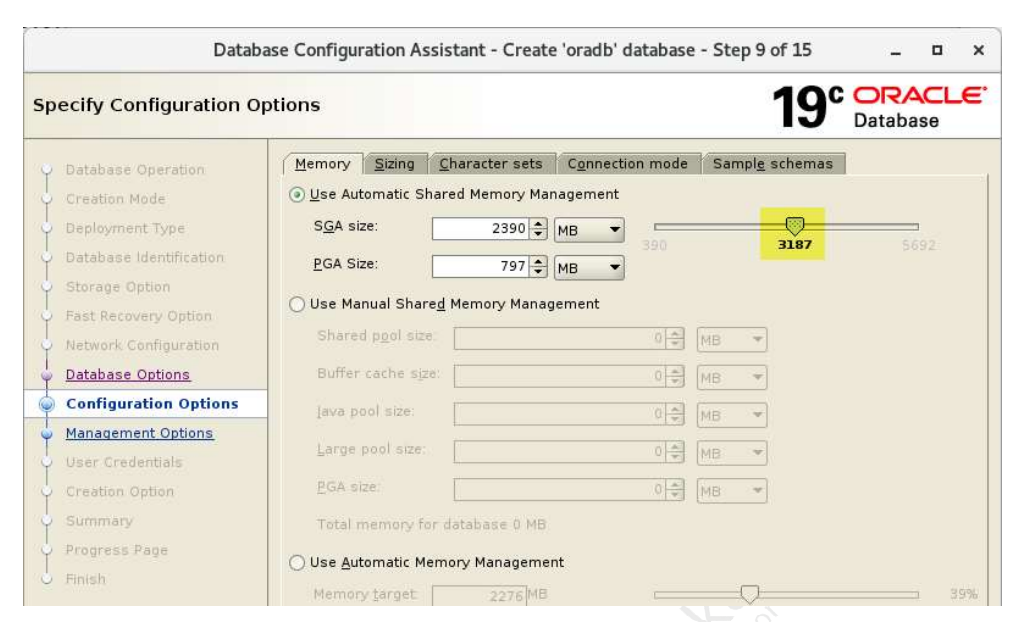 Database Configuration Assistant - Create 'oradb' database - Step 9 of 15
Specify Configuration Options
19c ORACLE
Database
Database Operation
Creation Mode
Deployment Type
Database Identification
Storage Option
Fast Recovery Option
Network Configuration
Database Options
Configuration Options
Management Options
User Credentials
Creation Option
Summary
Progress Page
Finish
Memory Sizing Character sets Connection mode Sample schemas
Use Automatic Shared Memory Management
SGA size: 2390 MB
390 3187 5692
PGA Size: 797 MB
Use Manual Shared Memory Management
Shared pool size: 0 MB
Buffer cache size: 0 MB
Java pool size: 0 MB
Large pool size: 0 MB
PGA size: 0 MB
Total memory for database 0 MB
Use Automatic Memory Management
Memory target: 2276 MB 39%